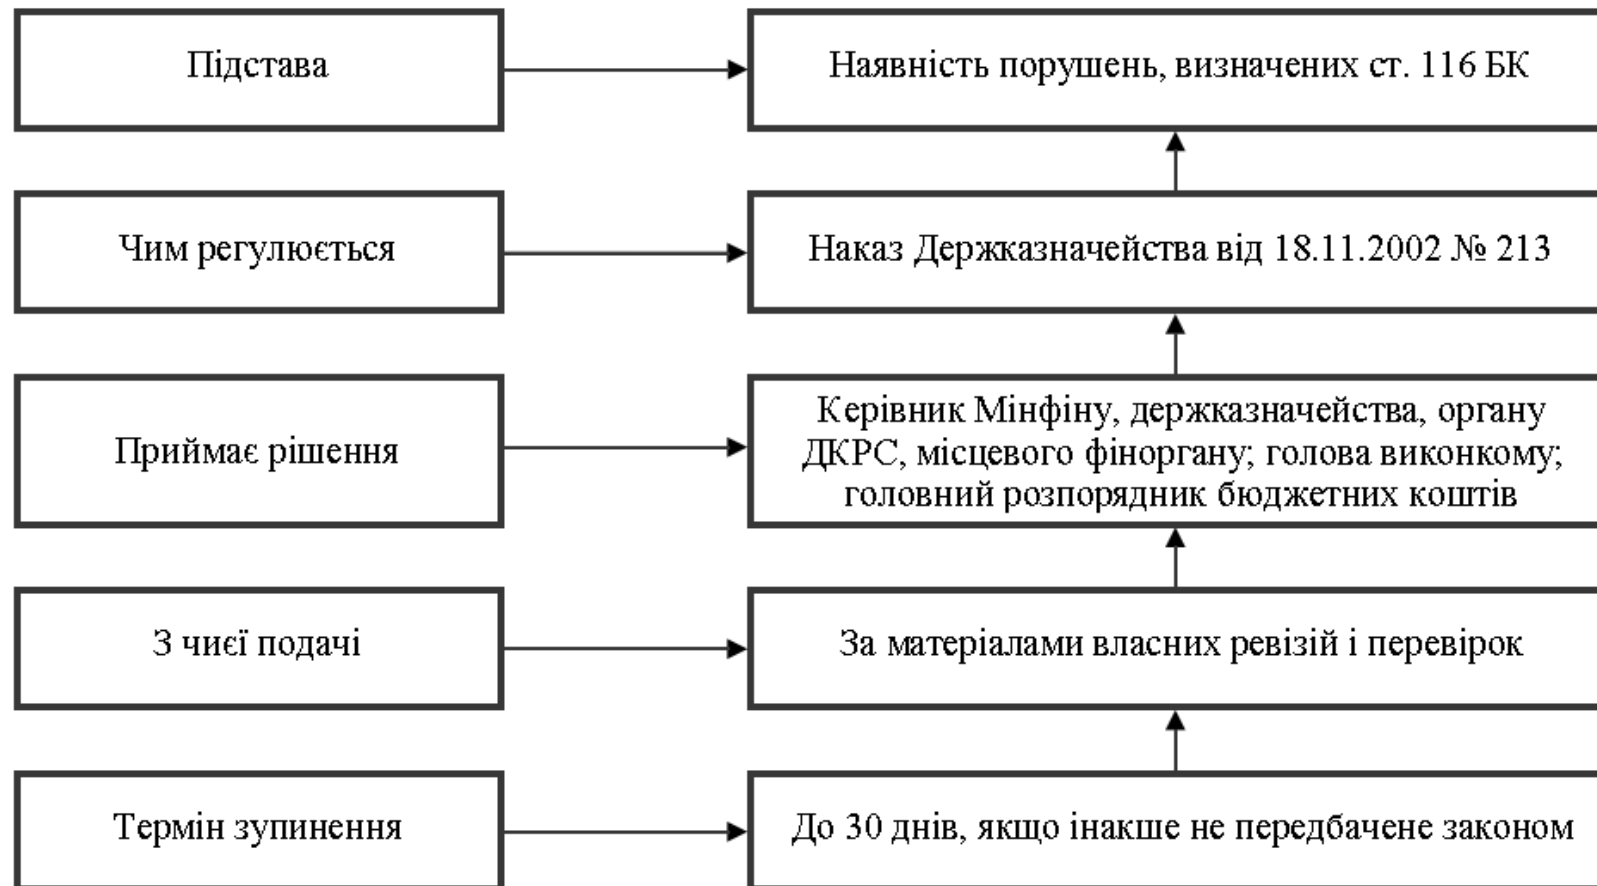 Підстава
Наявність порушень, визначених ст. 116 БК
Чим регулюється
Наказ Держказначейства від 18.11.2002 № 213
Приймає рішення
Керівник Мінфіну, держказначейства, органу
ДКРС, місцевого фіноргану; голова виконкому;
головний розпорядник бюджетних коштів
З чиєї подачі
За матеріалами власних ревізій і перевірок
Термін зупинення
До 30 днів, якщо інакше не передбачене законом